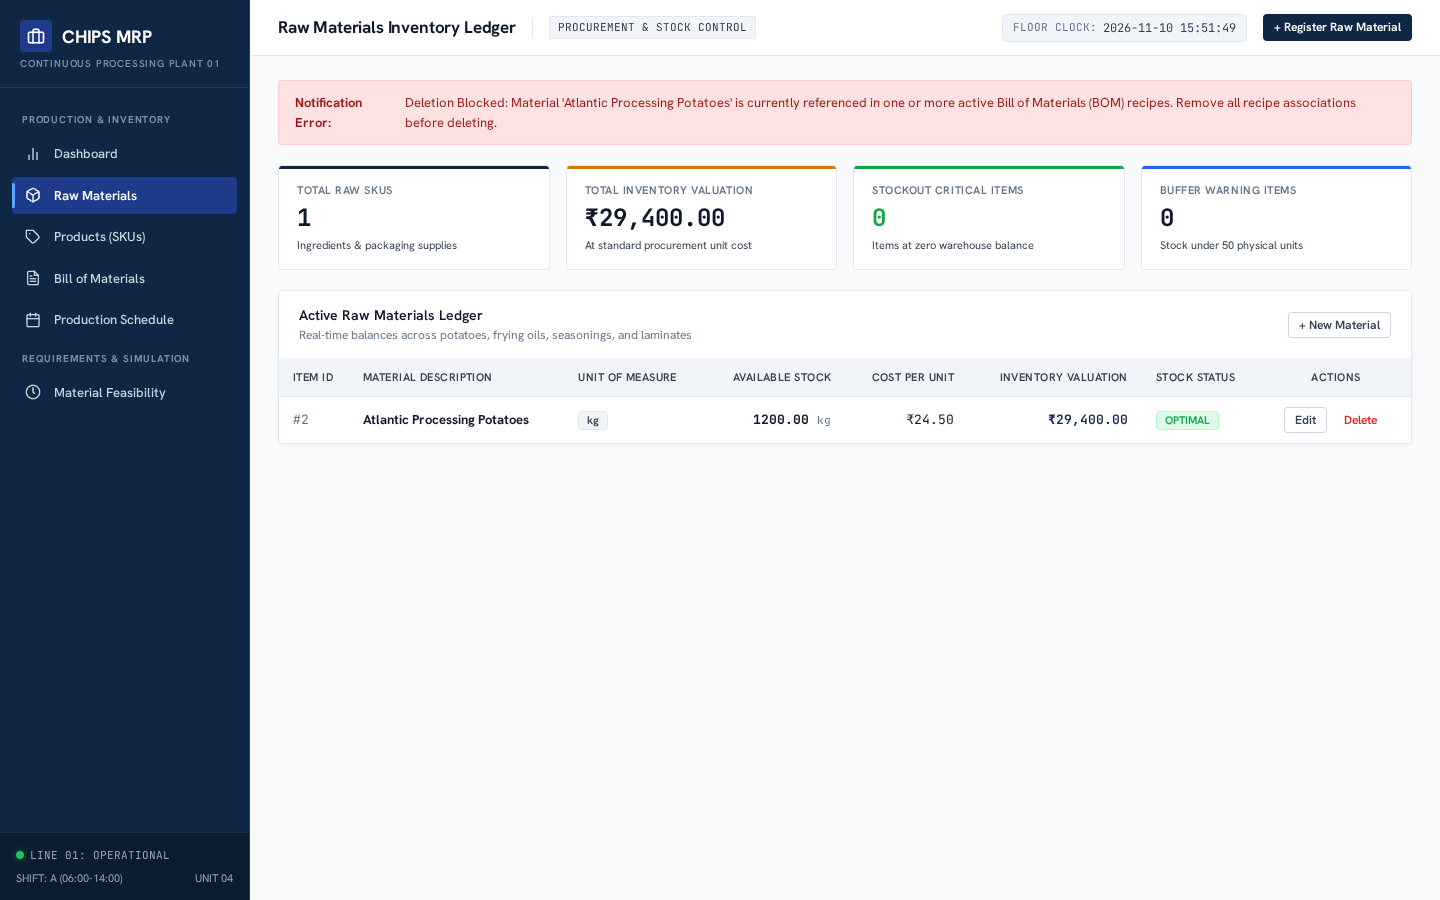 CHIPS MRP
CONTINUOUS PROCESSING PLANT 01
PRODUCTION & INVENTORY
Dashboard
Raw Materials
Products (SKUs)
Bill of Materials
Production Schedule
REQUIREMENTS & SIMULATION
Material Feasibility
LINE 01: OPERATIONAL
SHIFT: A (06:00-14:00) UNIT 04
Raw Materials Inventory Ledger PROCUREMENT & STOCK CONTROL FLOOR CLOCK: 2026-11-10 15:51:49 + Register Raw Material
Notification Deletion Blocked: Material 'Atlantic Processing Potatoes' is currently referenced in one or more active Bill of Materials (BOM) recipes. Remove all recipe associations
Error: before deleting.
TOTAL RAW SKUS TOTAL INVENTORY VALUATION STOCKOUT CRITICAL ITEMS BUFFER WARNING ITEMS
1 ₹29,400.00 0 0
Ingredients & packaging supplies At standard procurement unit cost Items at zero warehouse balance Stock under 50 physical units
Active Raw Materials Ledger
Real-time balances across potatoes, frying oils, seasonings, and laminates
+ New Material
ITEM ID MATERIAL DESCRIPTION UNIT OF MEASURE AVAILABLE STOCK COST PER UNIT INVENTORY VALUATION STOCK STATUS ACTIONS
#2 Atlantic Processing Potatoes kg 1200.00 kg ₹24.50 ₹29,400.00 OPTIMAL Edit Delete